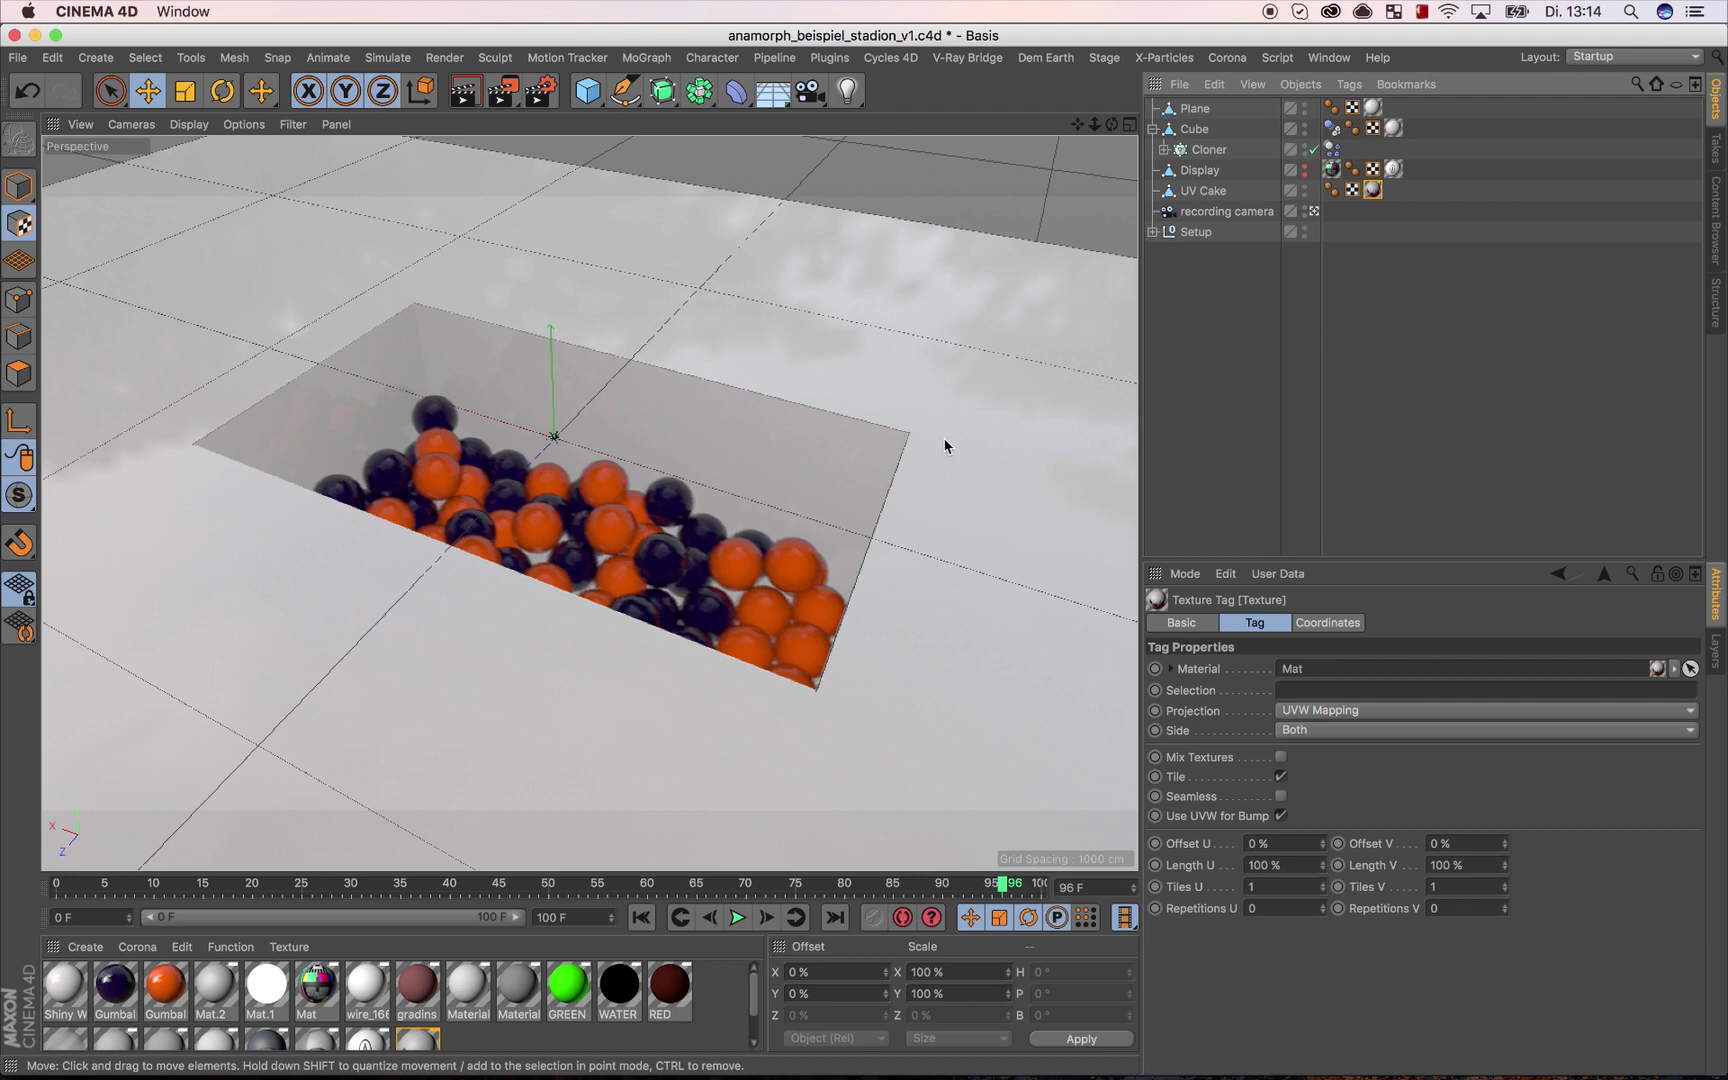 CINEMA 4D Window Di. 13:14
anamorph_beispiel_stadion_v1.c4d * - Basis
File Edit Create Select Tools Mesh Snap Animate Simulate Render Sculpt Motion Tracker MoGraph Character Pipeline Plugins Cycles 4D V-Ray Bridge Dem Earth Stage X-Particles Corona Script Window Help Layout: Startup
X Y Z
File Edit View Objects Tags Bookmarks
View Cameras Display Options Filter Panel
Perspective
Plane
Cube
Cloner
Display
UV Cake
recording camera
Setup
Objects
Takes
Content Browser
Structure
Mode Edit User Data
Texture Tag [Texture]
Basic Tag Coordinates
Tag Properties
Material Mat
Selection
Projection UVW Mapping
Side Both
Mix Textures
Tile
Seamless
Use UVW for Bump
Offset U 0 % Offset V 0 %
Length U 100 % Length V 100 %
Tiles U 1 Tiles V 1
Repetitions U 0 Repetitions V 0
Attributes
Layers
X
Z
Grid Spacing : 1000 cm
0 5 10 15 20 25 30 35 40 45 50 55 60 65 70 75 80 85 90 95 96 100 96 F
0 F 0 F 100 F 100 F
Create Corona Edit Function Texture
Shiny W Gumbal Gumbal Mat.2 Mat.1 Mat wire_166 gradins Material Material GREEN WATER RED
Offset Scale --
X 0 % X 100 % H 0 °
Y 0 % Y 100 % P 0 °
Z 0 % Z 0 % B 0 °
Object (Rel) Size Apply
MAXON CINEMA 4D
Move: Click and drag to move elements. Hold down SHIFT to quantize movement / add to the selection in point mode, CTRL to remove.